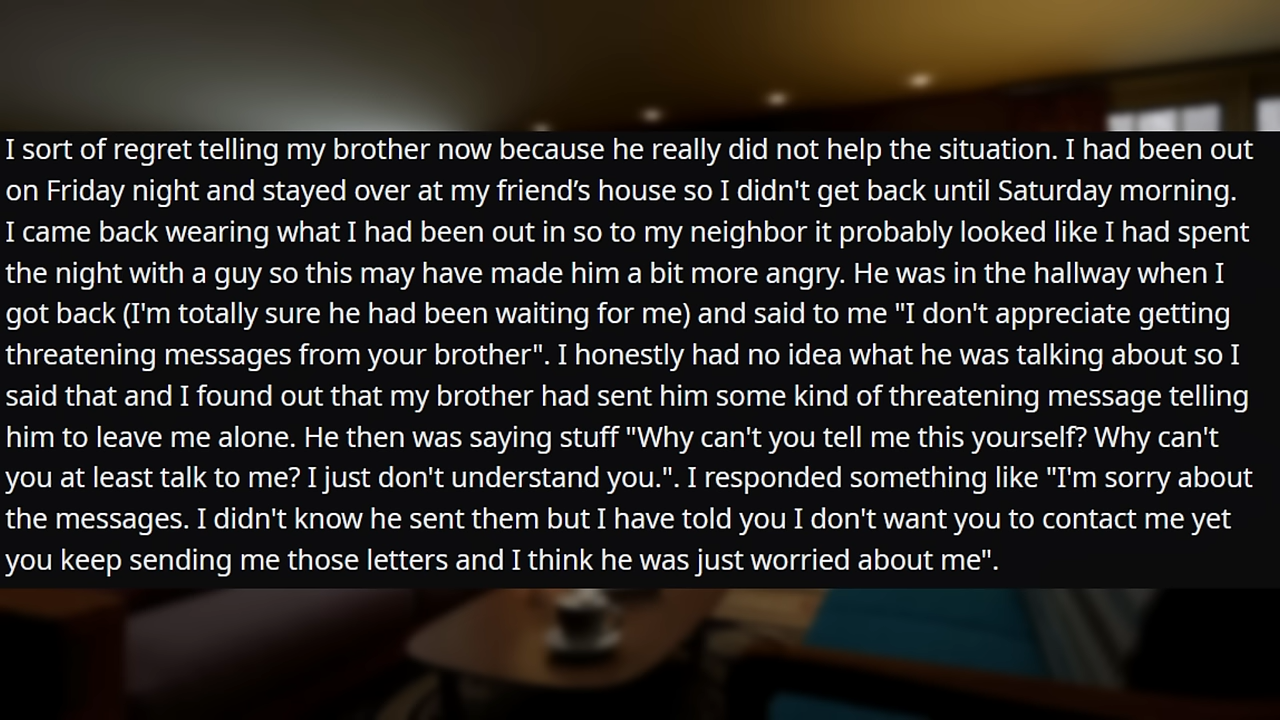 I sort of regret telling my brother now because he really did not help the situation. I had been out
on Friday night and stayed over at my friend’s house so I didn't get back until Saturday morning.
I came back wearing what I had been out in so to my neighbor it probably looked like I had spent
the night with a guy so this may have made him a bit more angry. He was in the hallway when I
got back (I'm totally sure he had been waiting for me) and said to me "I don't appreciate getting
threatening messages from your brother". I honestly had no idea what he was talking about so I
said that and I found out that my brother had sent him some kind of threatening message telling
him to leave me alone. He then was saying stuff "Why can't you tell me this yourself? Why can't
you at least talk to me? I just don't understand you.". I responded something like "I'm sorry about
the messages. I didn't know he sent them but I have told you I don't want you to contact me yet
you keep sending me those letters and I think he was just worried about me".